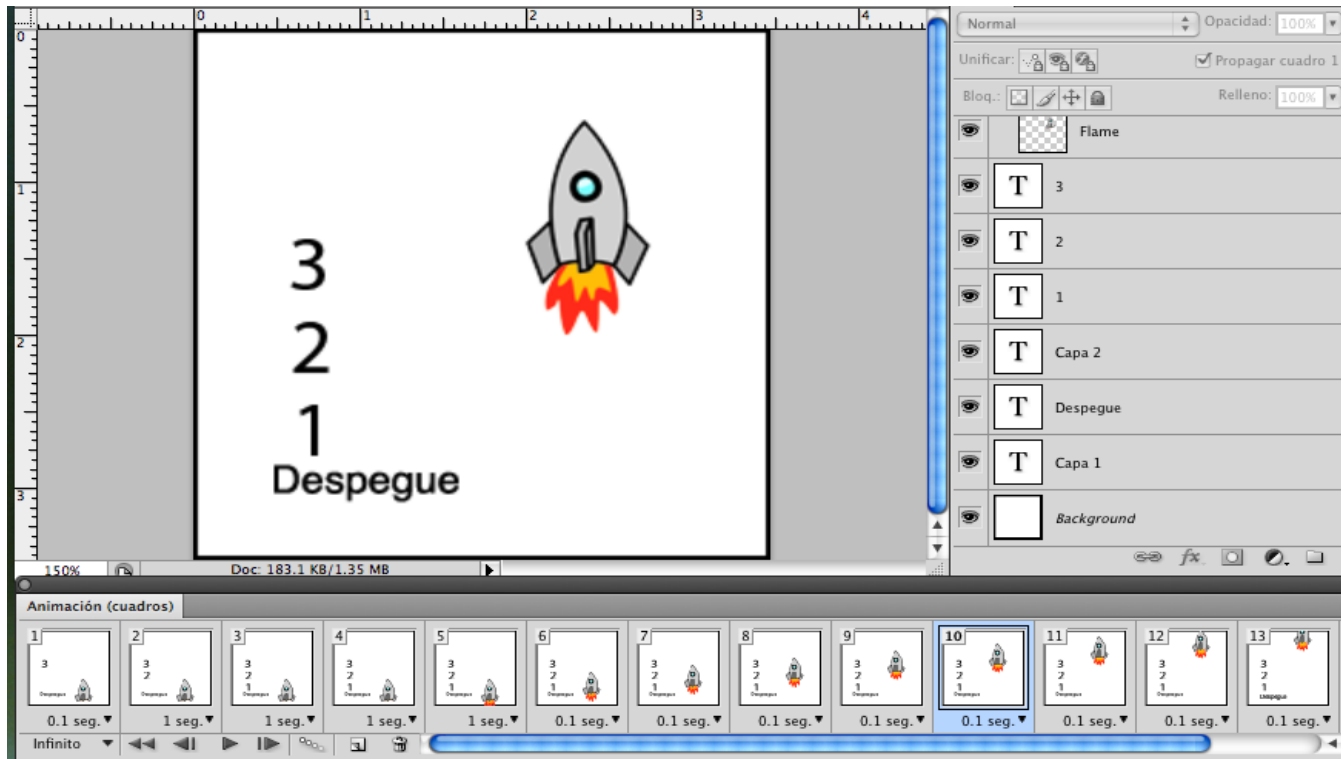 0 1 2 3 4
0
1
2
3
3
2
1
Despegue
150% Doc: 183.1 KB/1.35 MB
Normal Opacidad: 100%
Unificar: Propagar cuadro 1
Bloq.: Relleno: 100%
Flame
T 3
T 2
T 1
T Capa 2
T Despegue
T Capa 1
Background
fx
Animación (cuadros)
1 2 3 4 5 6 7 8 9 10 11 12 13
0.1 seg. 1 seg. 1 seg. 1 seg. 1 seg. 0.1 seg. 0.1 seg. 0.1 seg. 0.1 seg. 0.1 seg. 0.1 seg. 0.1 seg. 0.1 seg.
Infinito